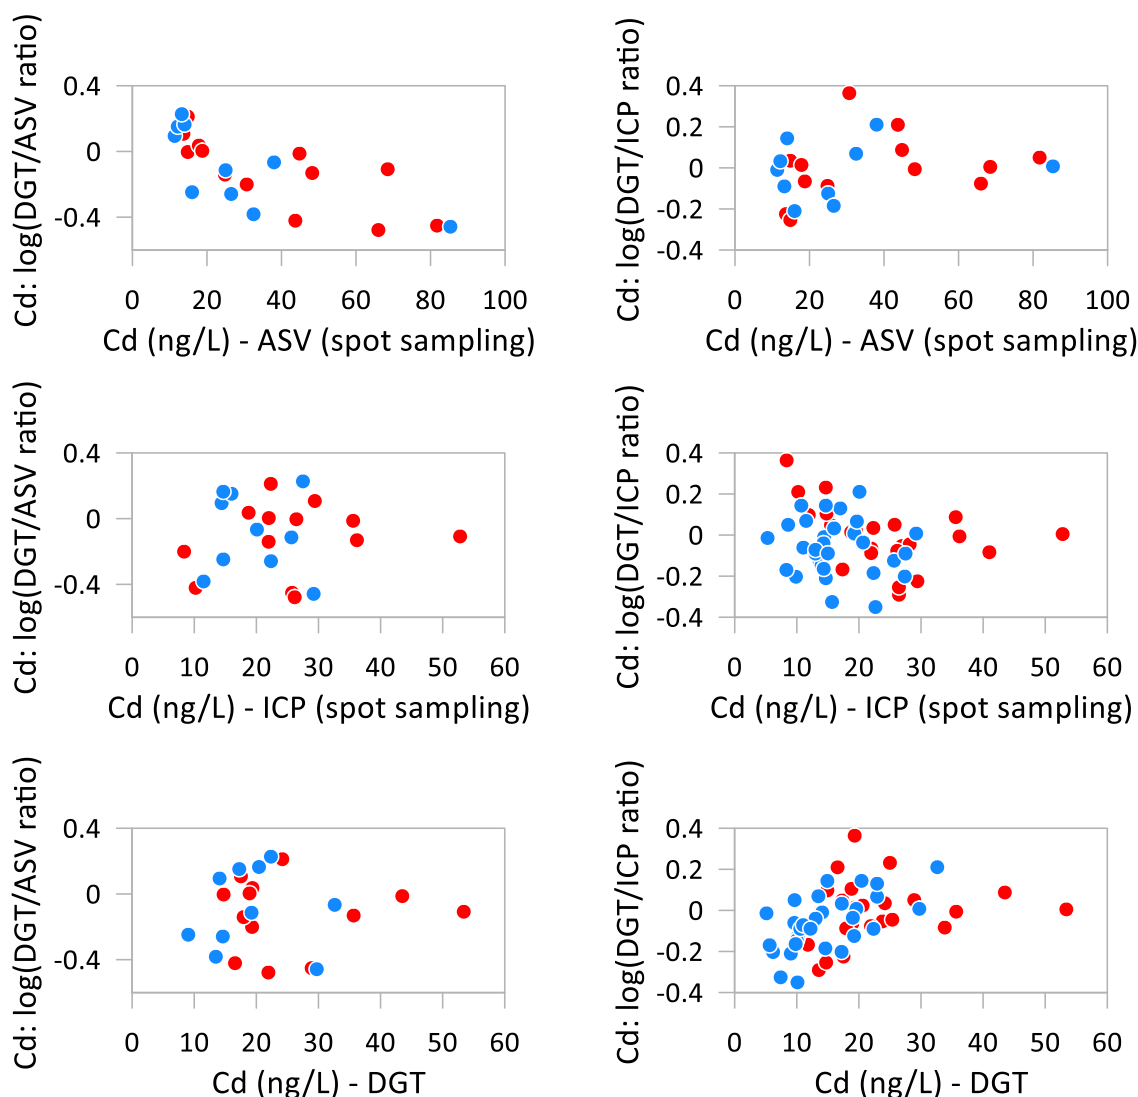 Cd: log(DGT/ASV ratio)
0.4
0
-0.4
0 20 40 60 80 100
Cd (ng/L) - ASV (spot sampling)
Cd: log(DGT/ICP ratio)
0.4
0.2
0
-0.2
-0.4
0 20 40 60 80 100
Cd (ng/L) - ASV (spot sampling)
Cd: log(DGT/ASV ratio)
0.4
0
-0.4
0 10 20 30 40 50 60
Cd (ng/L) - ICP (spot sampling)
Cd: log(DGT/ICP ratio)
0.4
0.2
0
-0.2
-0.4
0 10 20 30 40 50 60
Cd (ng/L) - ICP (spot sampling)
Cd: log(DGT/ASV ratio)
0.4
0
-0.4
0 10 20 30 40 50 60
Cd (ng/L) - DGT
Cd: log(DGT/ICP ratio)
0.4
0.2
0
-0.2
-0.4
0 10 20 30 40 50 60
Cd (ng/L) - DGT